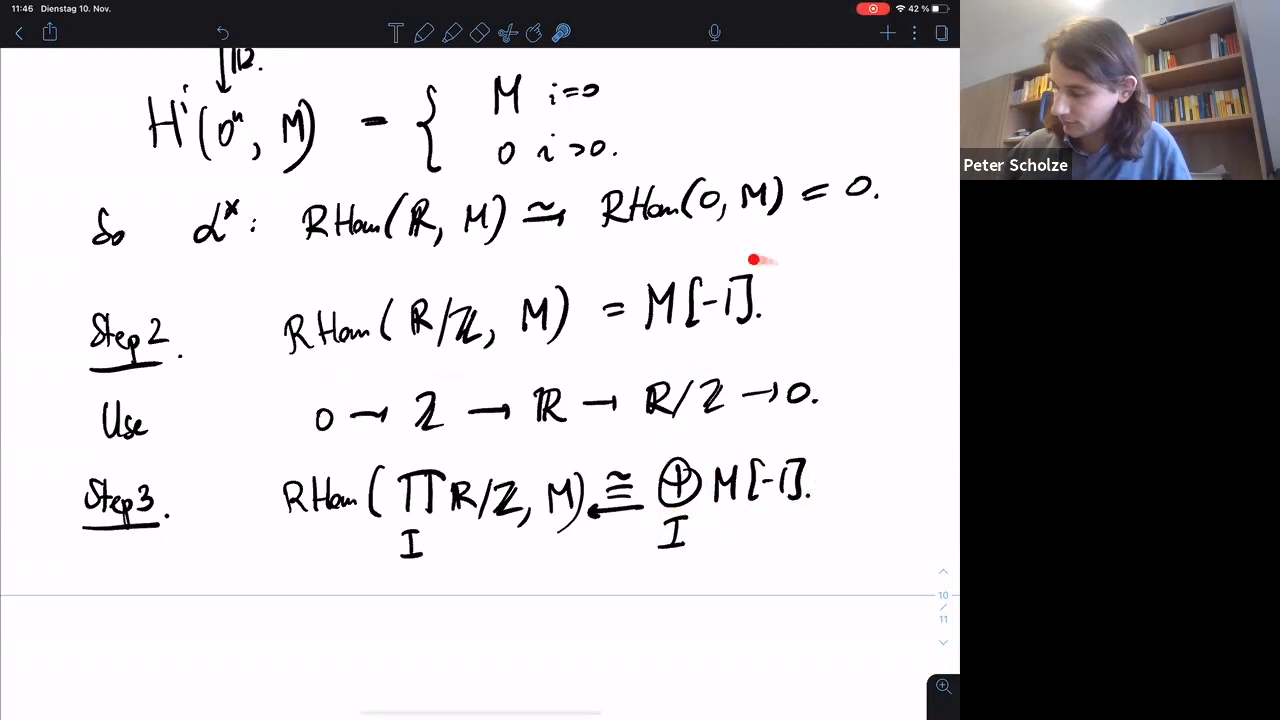 11:46 Dienstag 10. Nov.
42 %
↓ ℝ.
Hⁱ(0ⁿ, M) = { M i=0
0 i>0.
So α*: RHom(ℝ, M) ≅ RHom(0, M) = 0.
Step 2. RHom(ℝ/ℤ, M) = M[-1].
Use 0 → ℤ → ℝ → ℝ/ℤ → 0.
Step 3. RHom(∏_I ℝ/ℤ, M) ≅ ⊕_I M[-1].
10
/
11
Peter Scholze